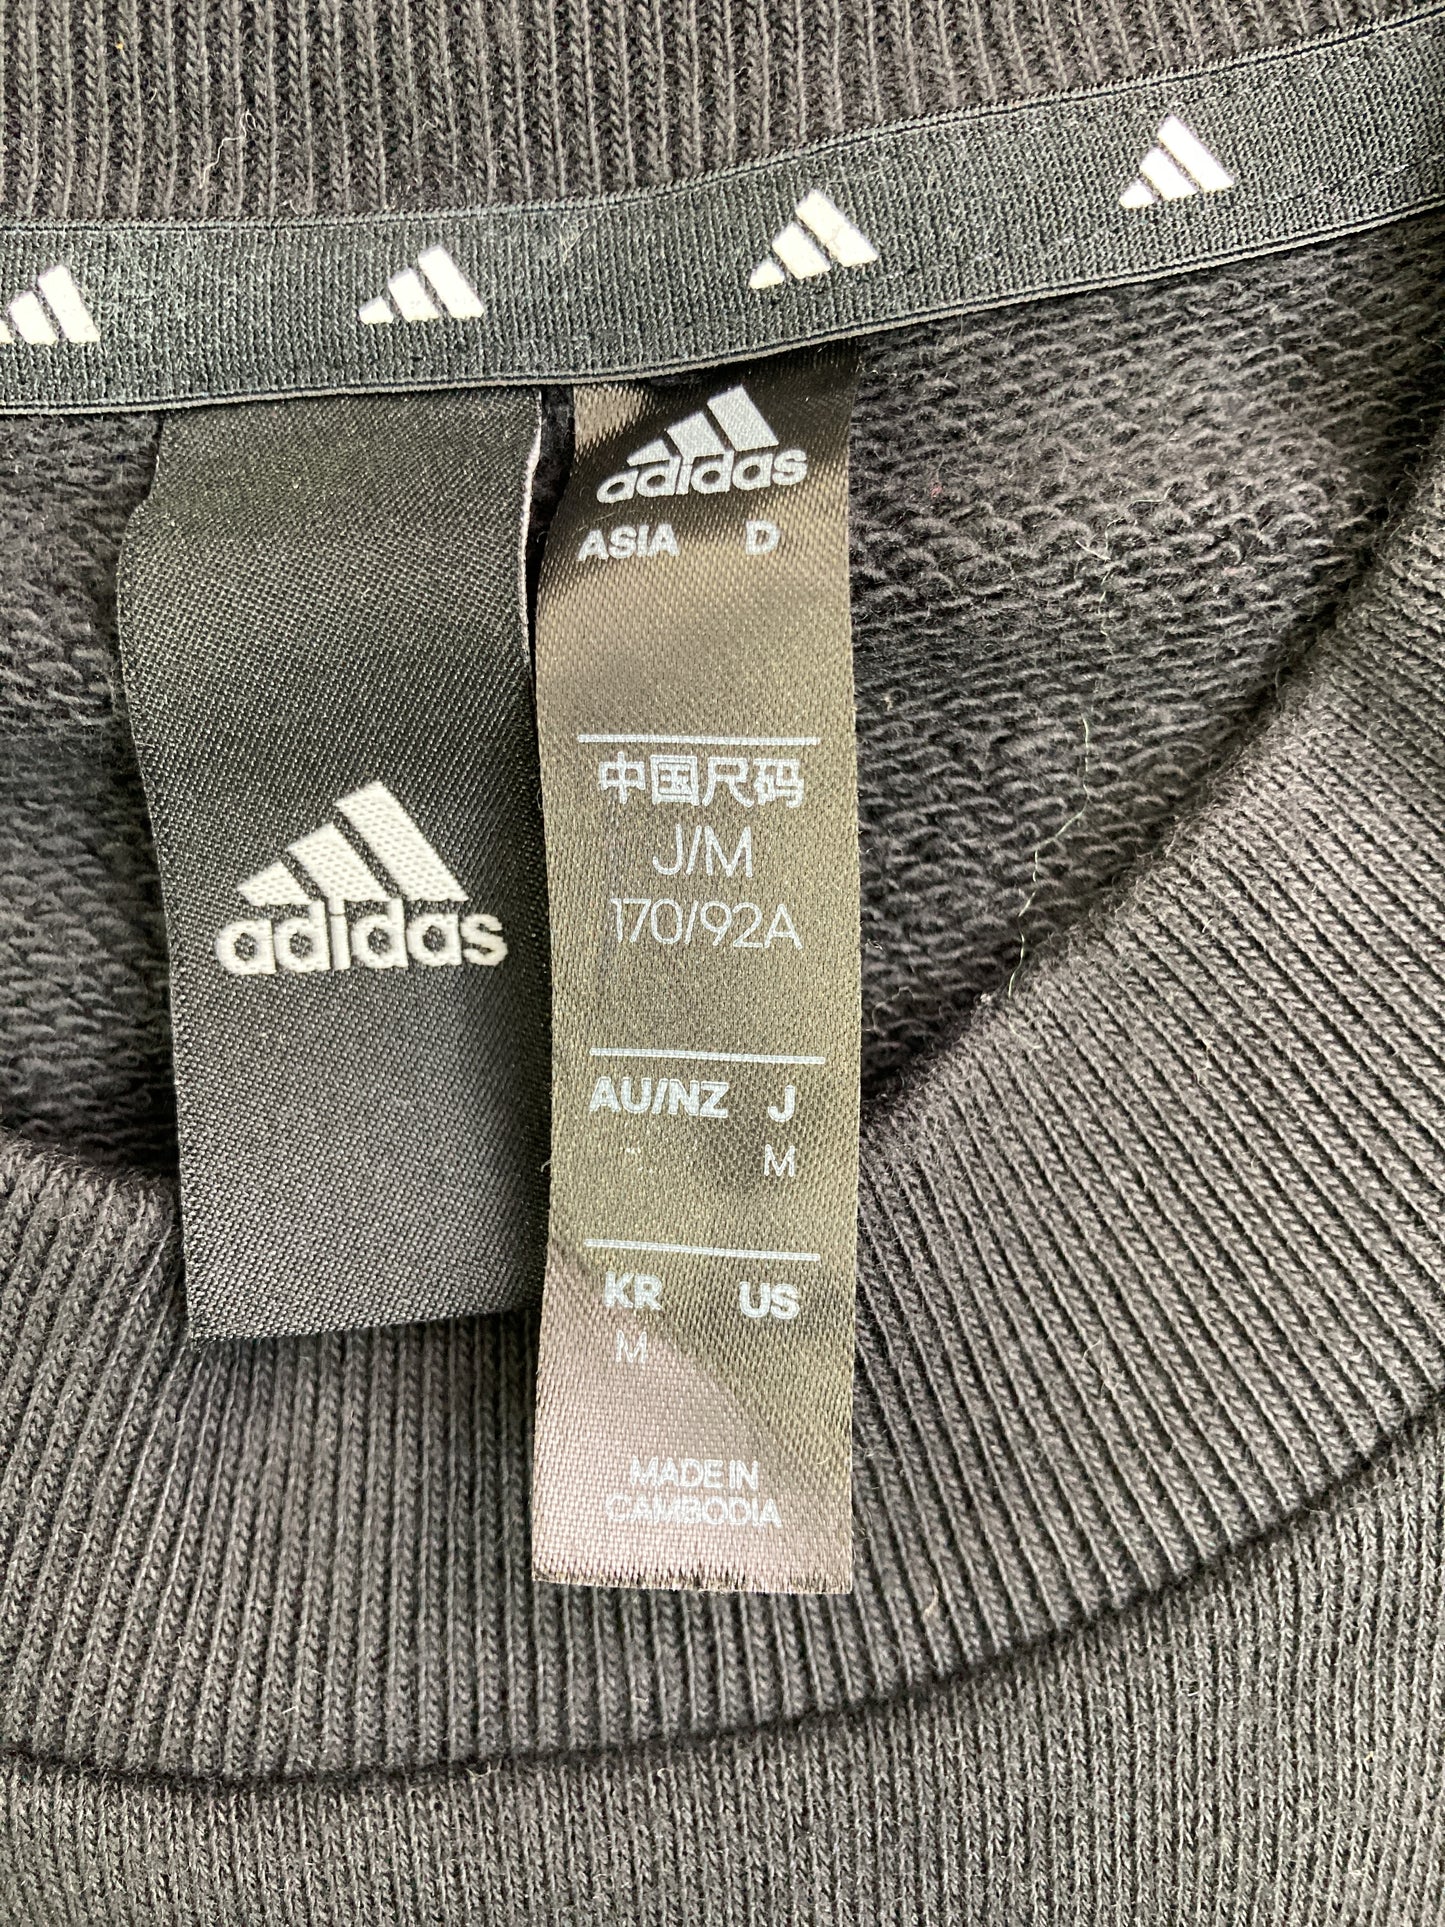 adidas
adidas
ASIA D
中国尺码
J/M
170/92A
AU/NZ J
M
KR US
M
MADE IN
CAMBODIA